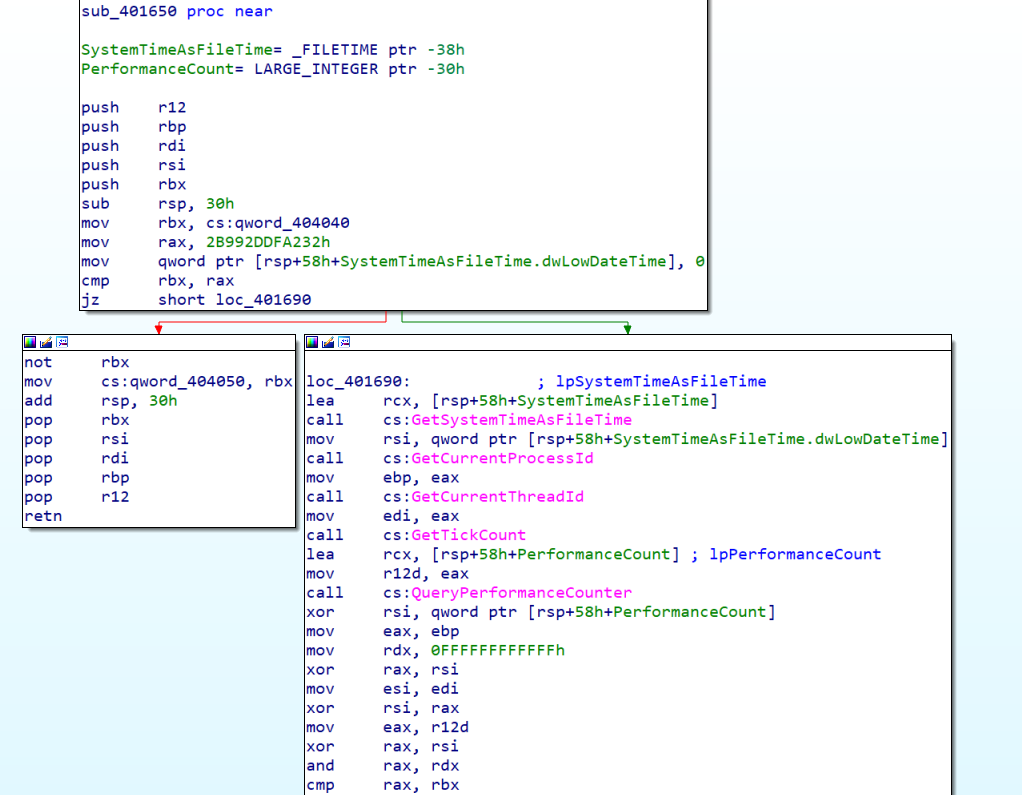 sub_401650 proc near
SystemTimeAsFileTime= _FILETIME ptr -38h
PerformanceCount= LARGE_INTEGER ptr -30h
push r12
push rbp
push rdi
push rsi
push rbx
sub rsp, 30h
mov rbx, cs:qword_404040
mov rax, 2B992DDFA232h
mov qword ptr [rsp+58h+SystemTimeAsFileTime.dwLowDateTime], 0
cmp rbx, rax
jz short loc_401690
not rbx
mov cs:qword_404050, rbx
add rsp, 30h
pop rbx
pop rsi
pop rdi
pop rbp
pop r12
retn
loc_401690: ; lpSystemTimeAsFileTime
lea rcx, [rsp+58h+SystemTimeAsFileTime]
call cs:GetSystemTimeAsFileTime
mov rsi, qword ptr [rsp+58h+SystemTimeAsFileTime.dwLowDateTime]
call cs:GetCurrentProcessId
mov ebp, eax
call cs:GetCurrentThreadId
mov edi, eax
call cs:GetTickCount
lea rcx, [rsp+58h+PerformanceCount] ; lpPerformanceCount
mov r12d, eax
call cs:QueryPerformanceCounter
xor rsi, qword ptr [rsp+58h+PerformanceCount]
mov eax, ebp
mov rdx, 0FFFFFFFFFFFFh
xor rax, rsi
mov esi, edi
xor rsi, rax
mov eax, r12d
xor rax, rsi
and rax, rdx
cmp rax, rbx